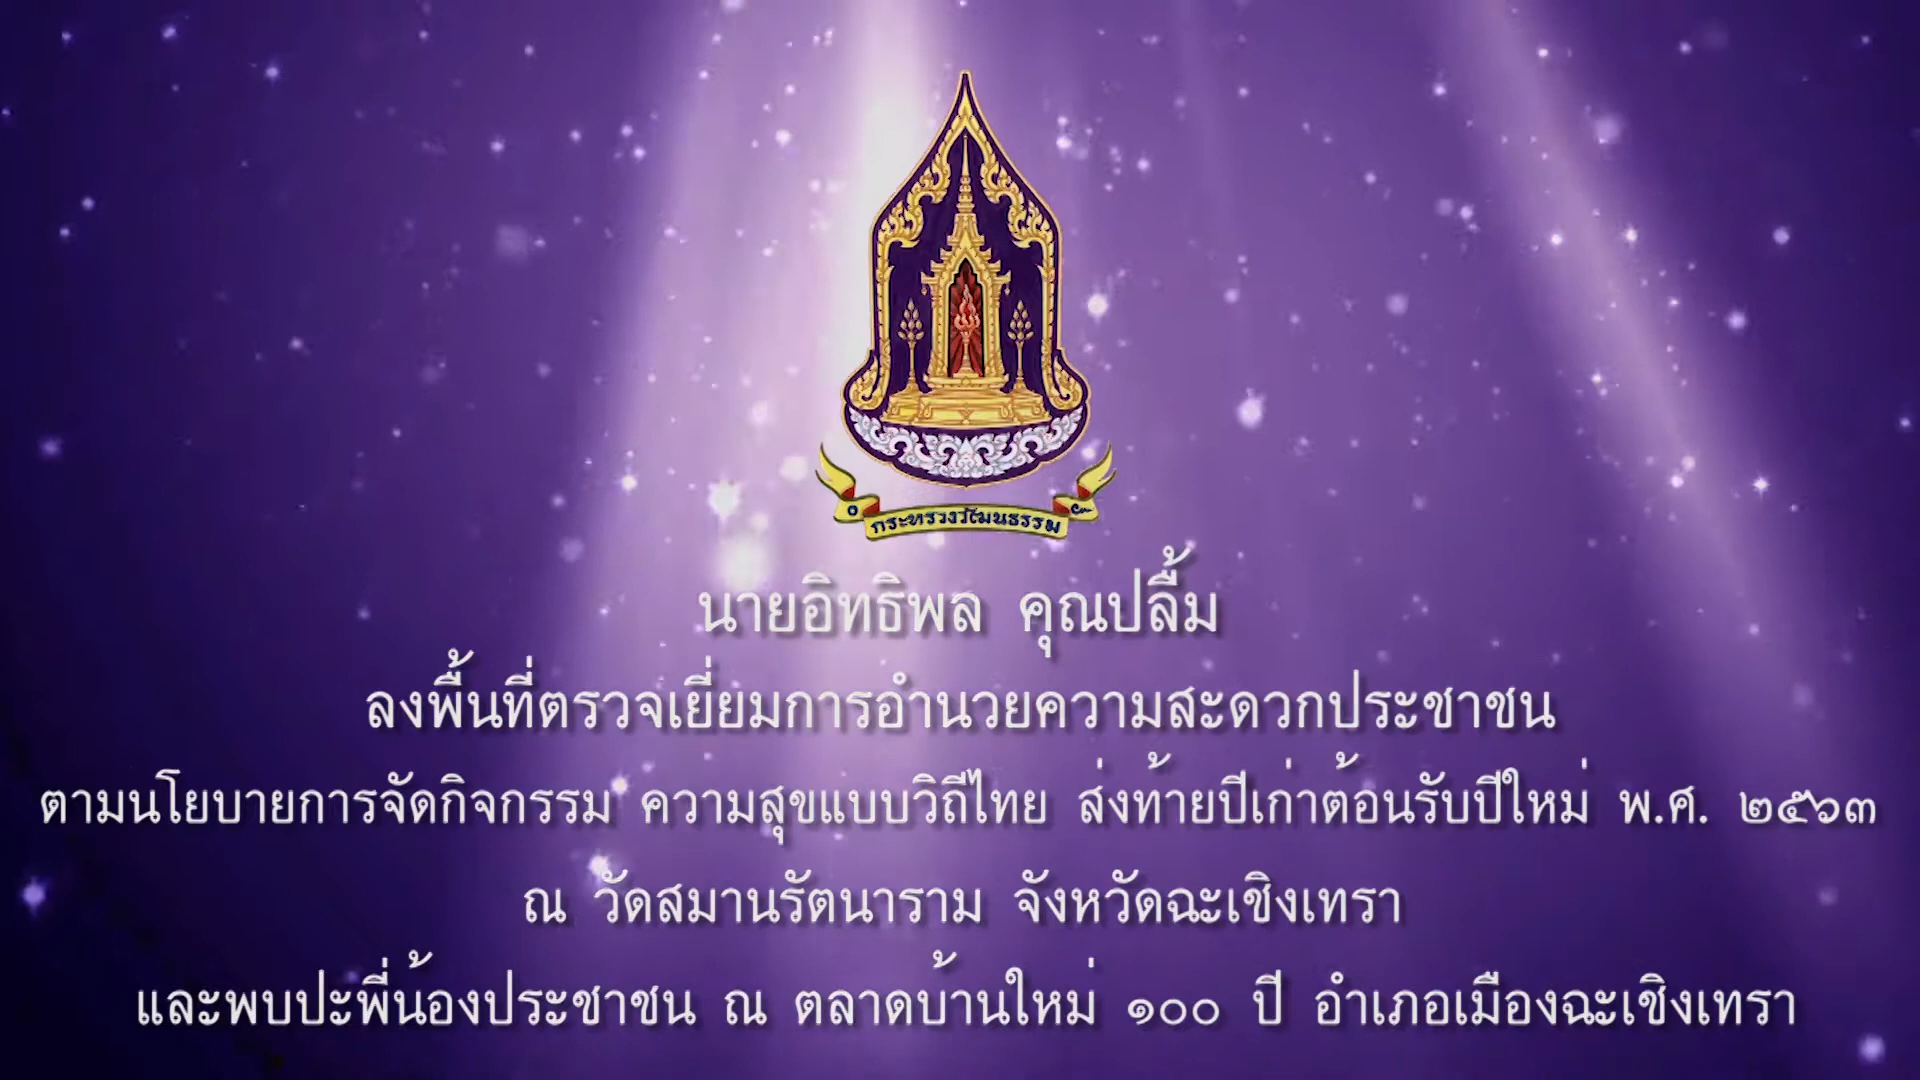 กระทรวงวัฒนธรรม
นายอิทธิพล คุณปลื้ม
ลงพื้นที่ตรวจเยี่ยมการอำนวยความสะดวกประชาชน
ตามนโยบายการจัดกิจกรรม ความสุขแบบวิถีไทย ส่งท้ายปีเก่าต้อนรับปีใหม่ พ.ศ. ๒๕๖๓
ณ วัดสมานรัตนาราม จังหวัดฉะเชิงเทรา
และพบปะพี่น้องประชาชน ณ ตลาดบ้านใหม่ ๑๐๐ ปี อำเภอเมืองฉะเชิงเทรา